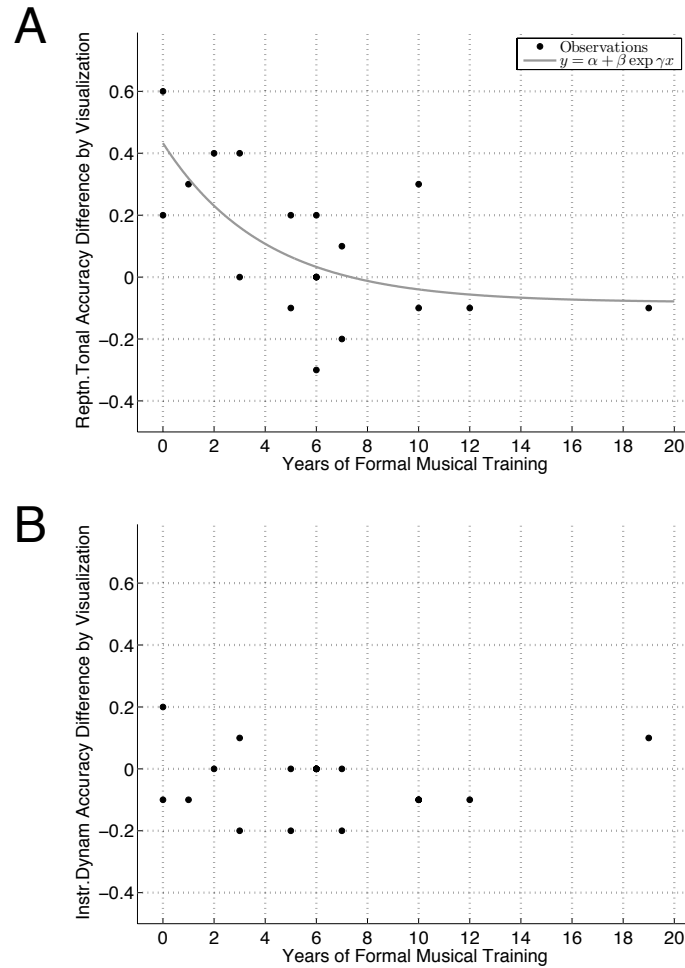 A
Reptn.Tonal Accuracy Difference by Visualization
Observations
y = α + β exp γx
0.6
0.4
0.2
0
−0.2
−0.4
0 2 4 6 8 10 12 14 16 18 20
Years of Formal Musical Training
B
Instr.Dynam Accuracy Difference by Visualization
0.6
0.4
0.2
0
−0.2
−0.4
0 2 4 6 8 10 12 14 16 18 20
Years of Formal Musical Training